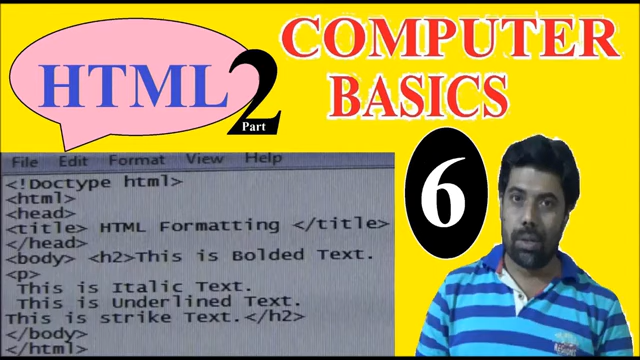 HTML
2
Part
COMPUTER
BASICS
6
File Edit Format View Help
<!Doctype html>
<html>
<head>
<title> HTML Formatting </title>
</head>
<body> <h2>This is Bolded Text.
<p>
This is Italic Text.
This is Underlined Text.
This is strike Text.</h2>
</body>
</html>